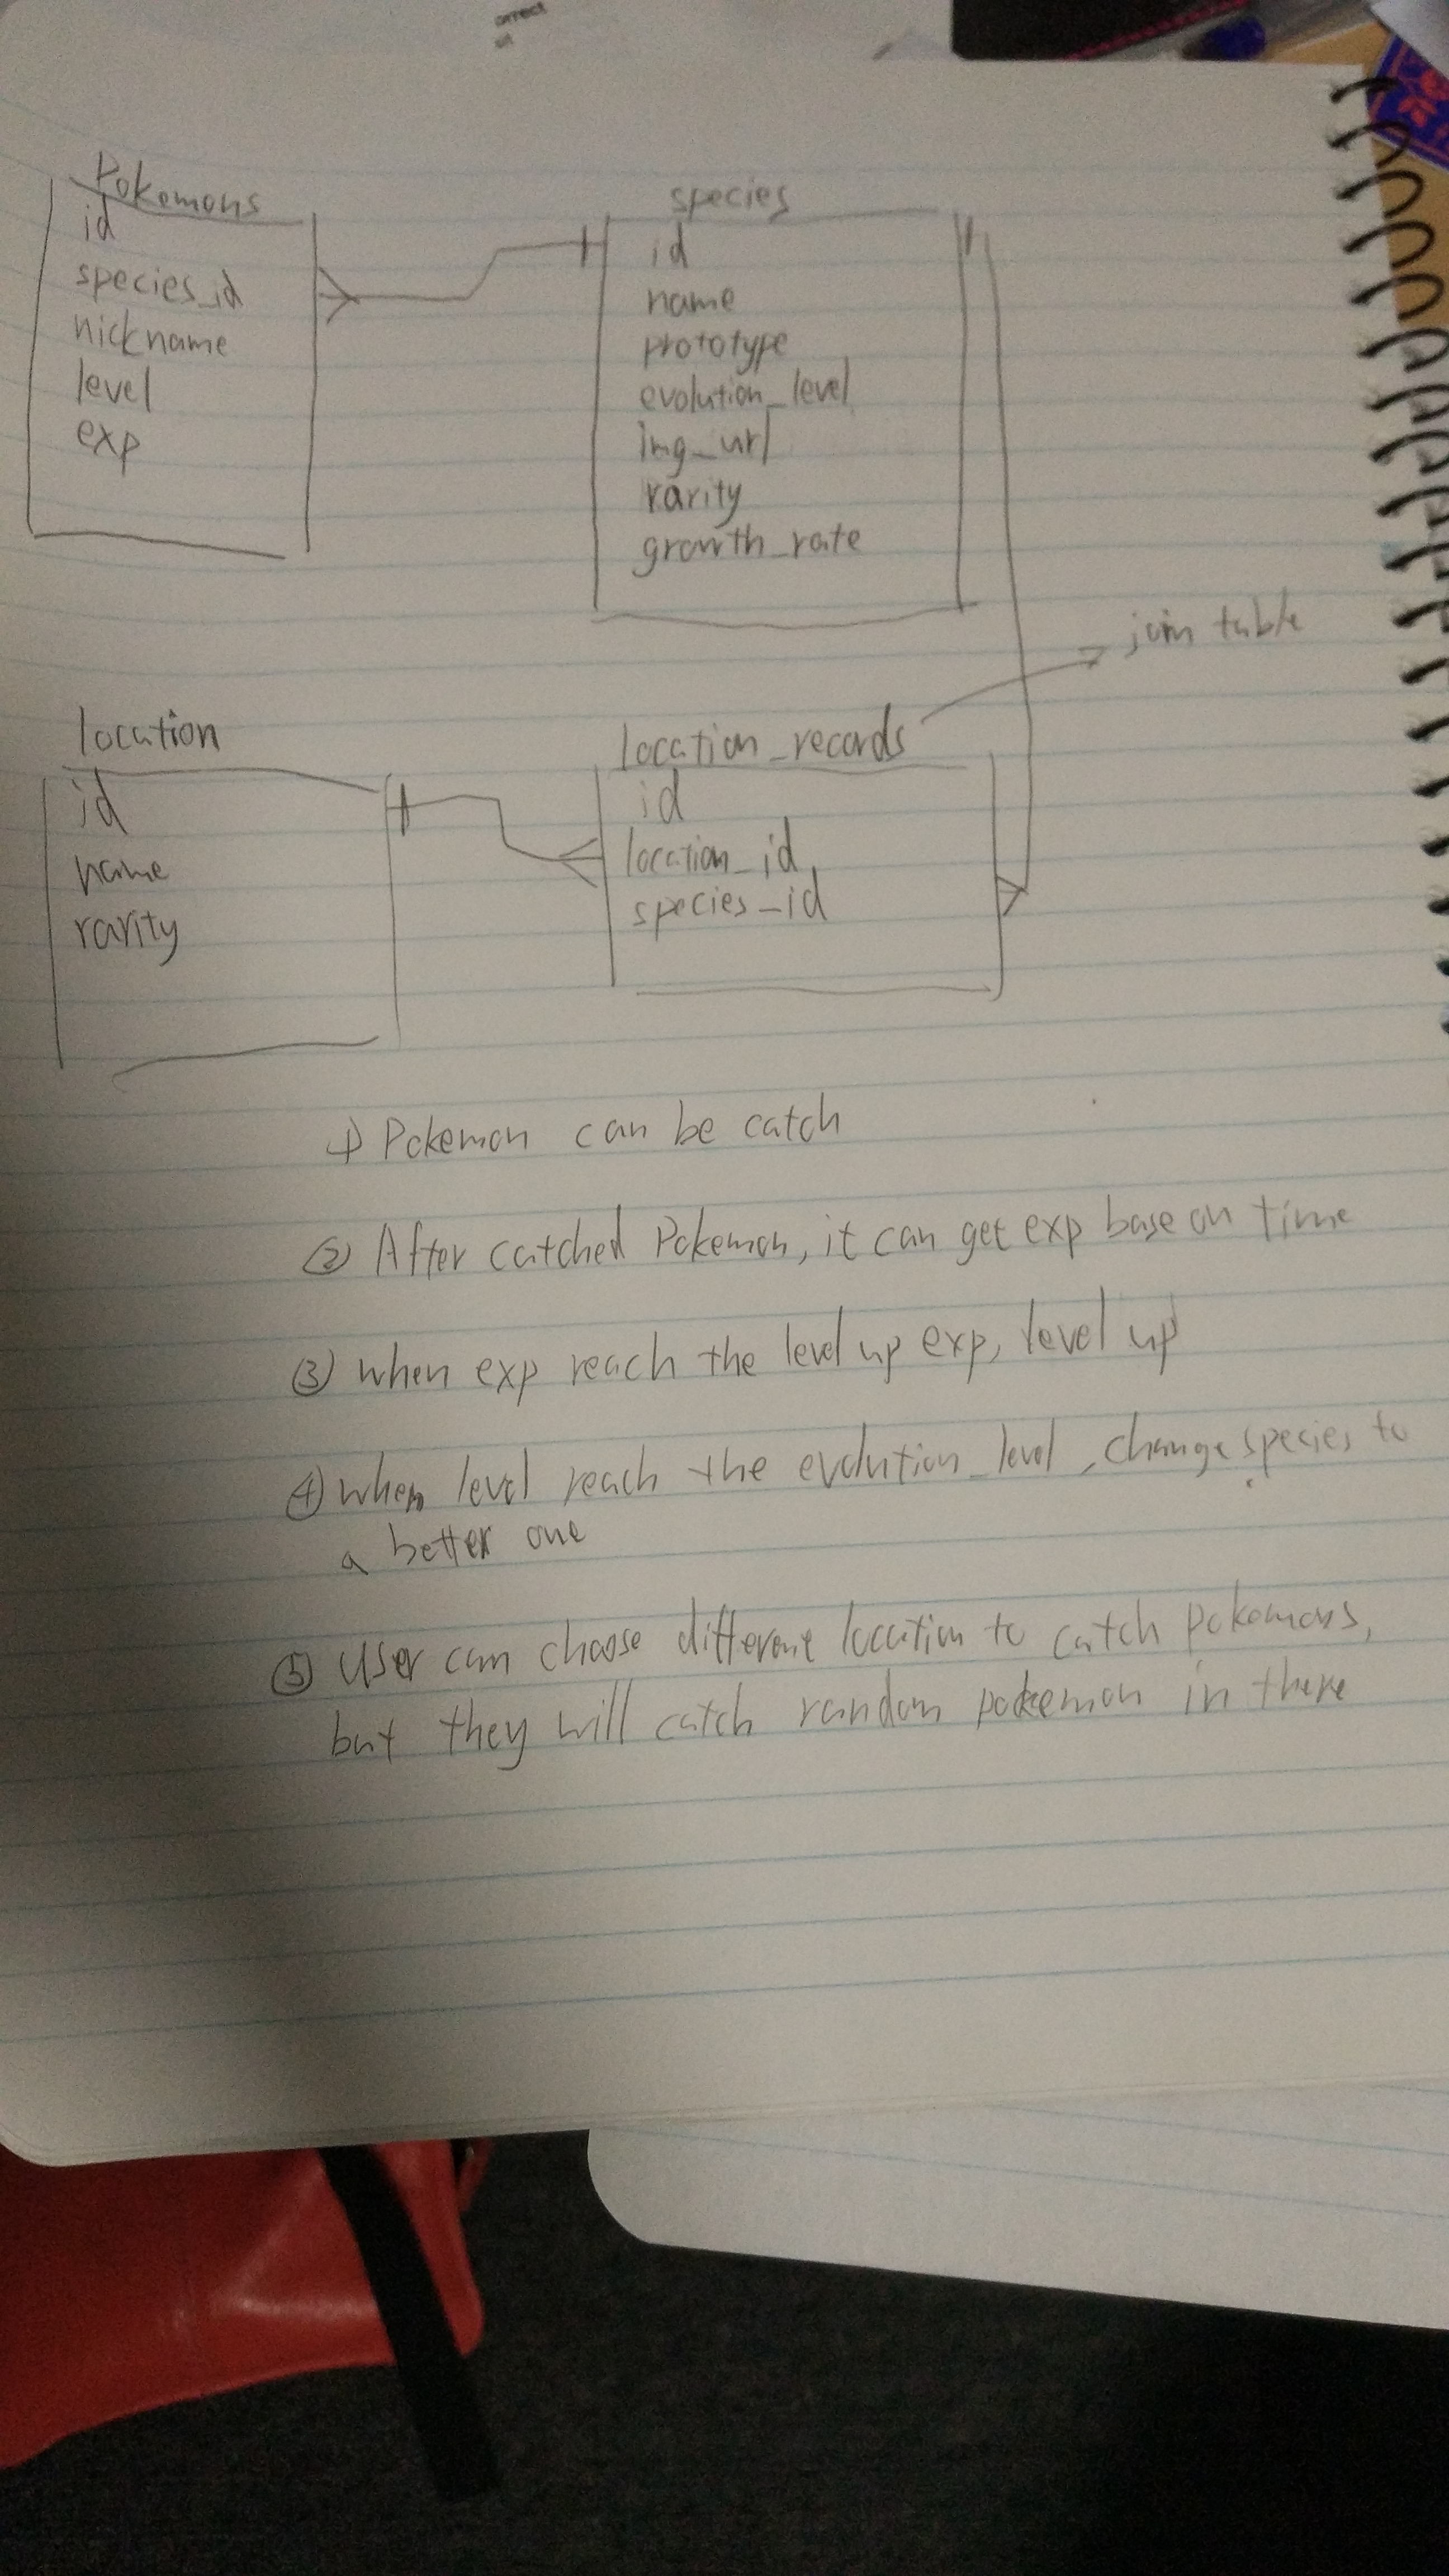 Pokemons
id
species_id
nickname
level
exp
species
id
name
prototype
evolution_level
img_url
rarity
growth_rate
join table
location
id
name
rarity
location_records
id
location_id
species_id
① Pokemon can be catch
② After catched Pokemon, it can get exp base on time
③ when exp reach the level up exp, level up
④ when level reach the evolution_level, change species to
a better one
⑤ user can choose different location to catch pokemons,
but they will catch random pokemon in there